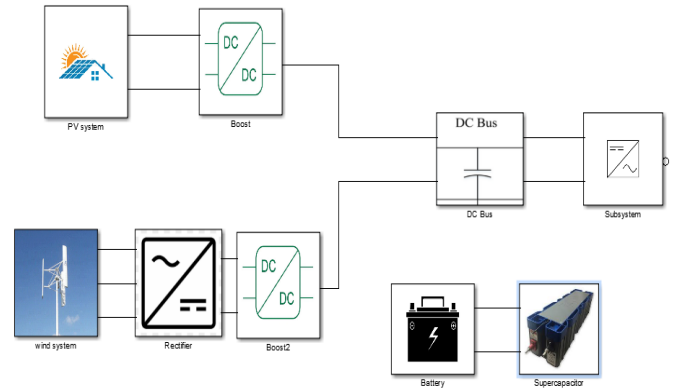 DC
DC
PV system
Boost
DC Bus
DC Bus
Subsystem
DC
DC
wind system
Rectifier
Boost2
Battery
Supercapacitor